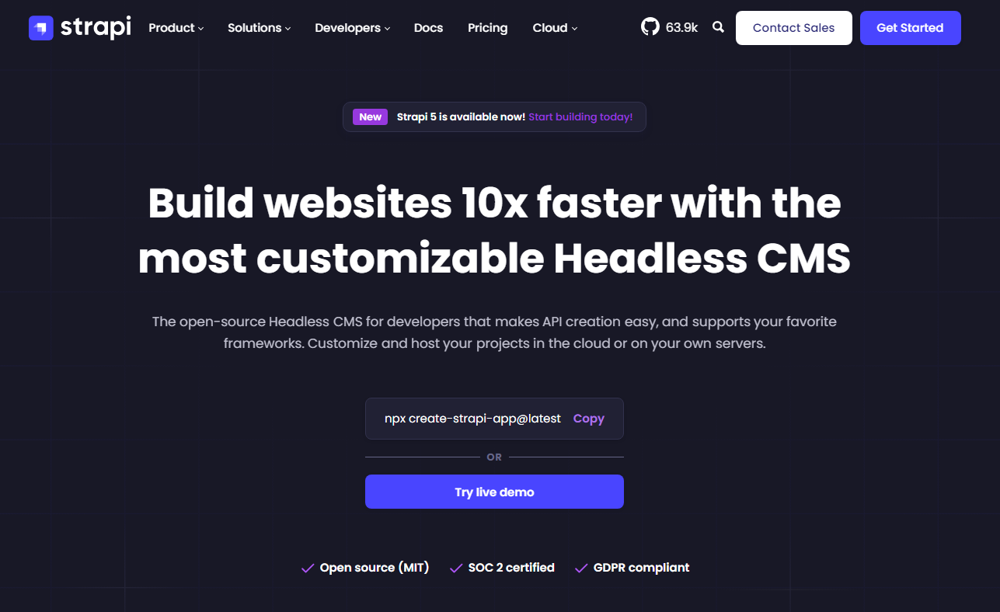 strapi Product Solutions Developers Docs Pricing Cloud 63.9k Contact Sales Get Started
New Strapi 5 is available now! Start building today!
Build websites 10x faster with the
most customizable Headless CMS
The open-source Headless CMS for developers that makes API creation easy, and supports your favorite
frameworks. Customize and host your projects in the cloud or on your own servers.
npx create-strapi-app@latest Copy
OR
Try live demo
Open source (MIT) SOC 2 certified GDPR compliant